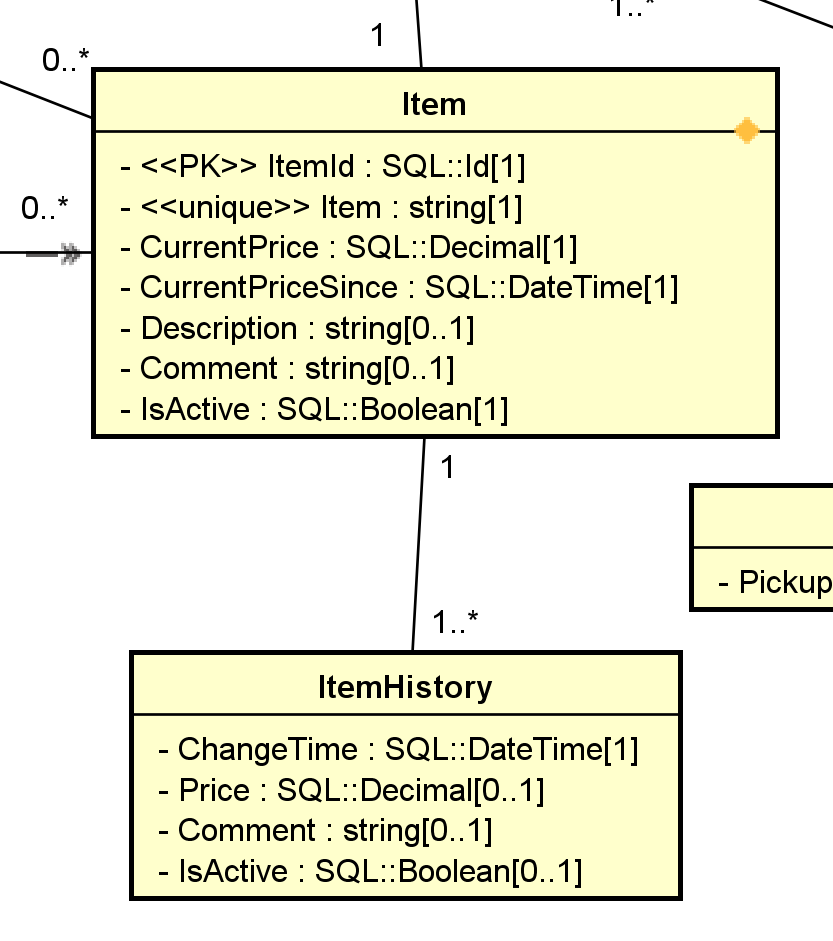 1..*
1
0..*
Item
- <<PK>> ItemId : SQL::Id[1]
- <<unique>> Item : string[1]
0..*
- CurrentPrice : SQL::Decimal[1]
- CurrentPriceSince : SQL::DateTime[1]
- Description : string[0..1]
- Comment : string[0..1]
- IsActive : SQL::Boolean[1]
1
- Pickup
1..*
ItemHistory
- ChangeTime : SQL::DateTime[1]
- Price : SQL::Decimal[0..1]
- Comment : string[0..1]
- IsActive : SQL::Boolean[0..1]